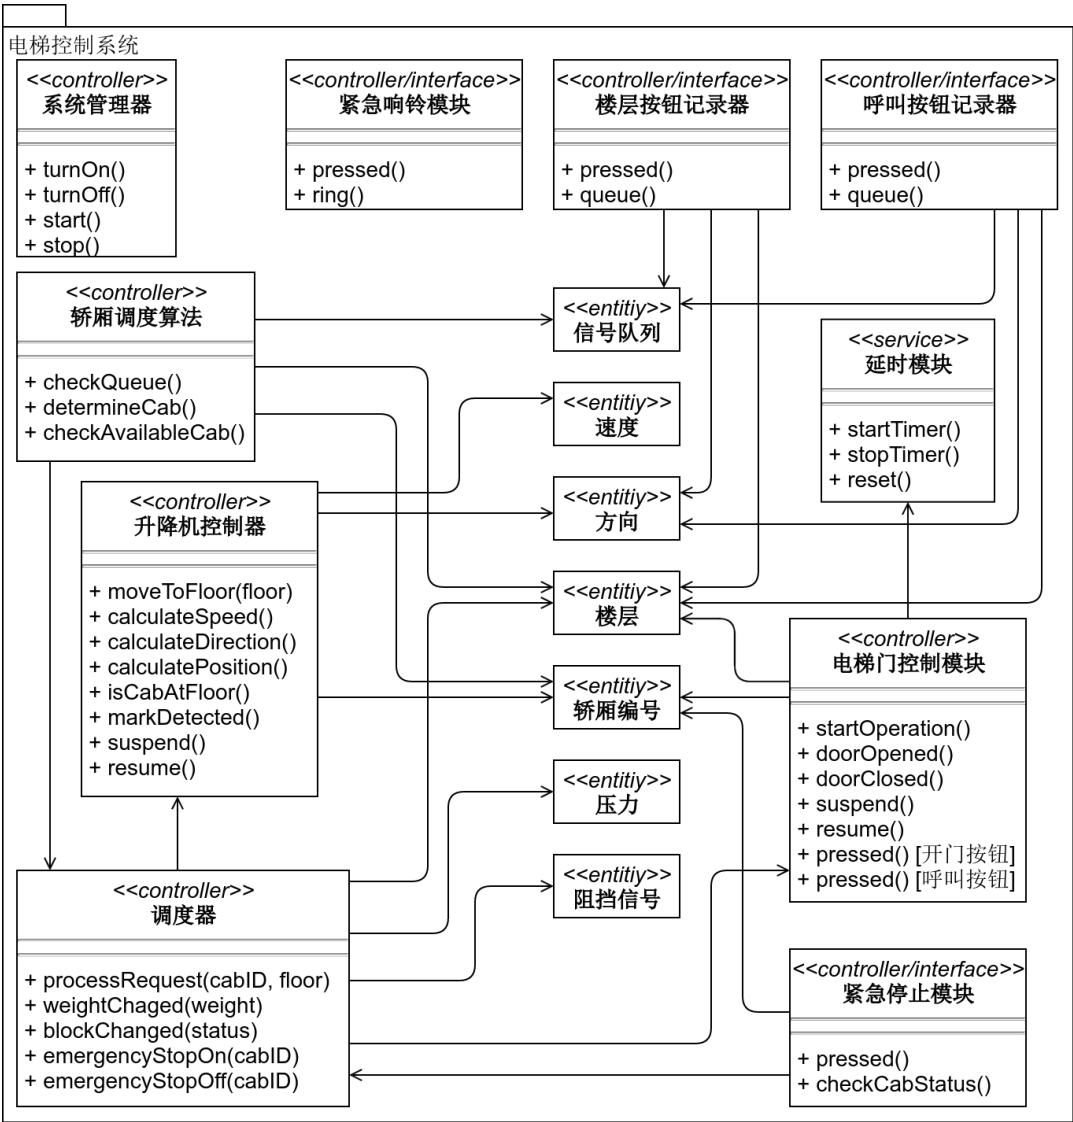 电梯控制系统
<<controller>>
系统管理器
+ turnOn()
+ turnOff()
+ start()
+ stop()
<<controller/interface>>
紧急响铃模块
+ pressed()
+ ring()
<<controller/interface>>
楼层按钮记录器
+ pressed()
+ queue()
<<controller/interface>>
呼叫按钮记录器
+ pressed()
+ queue()
<<controller>>
轿厢调度算法
+ checkQueue()
+ determineCab()
+ checkAvailableCab()
<<entitiy>>
信号队列
<<service>>
延时模块
+ startTimer()
+ stopTimer()
+ reset()
<<entitiy>>
速度
<<controller>>
升降机控制器
+ moveToFloor(floor)
+ calculateSpeed()
+ calculateDirection()
+ calculatePosition()
+ isCabAtFloor()
+ markDetected()
+ suspend()
+ resume()
<<entitiy>>
方向
<<entitiy>>
楼层
<<entitiy>>
轿厢编号
<<controller>>
电梯门控制模块
+ startOperation()
+ doorOpened()
+ doorClosed()
+ suspend()
+ resume()
+ pressed() [开门按钮]
+ pressed() [呼叫按钮]
<<entitiy>>
压力
<<entitiy>>
阻挡信号
<<controller>>
调度器
+ processRequest(cabID, floor)
+ weightChaged(weight)
+ blockChanged(status)
+ emergencyStopOn(cabID)
+ emergencyStopOff(cabID)
<<controller/interface>>
紧急停止模块
+ pressed()
+ checkCabStatus()